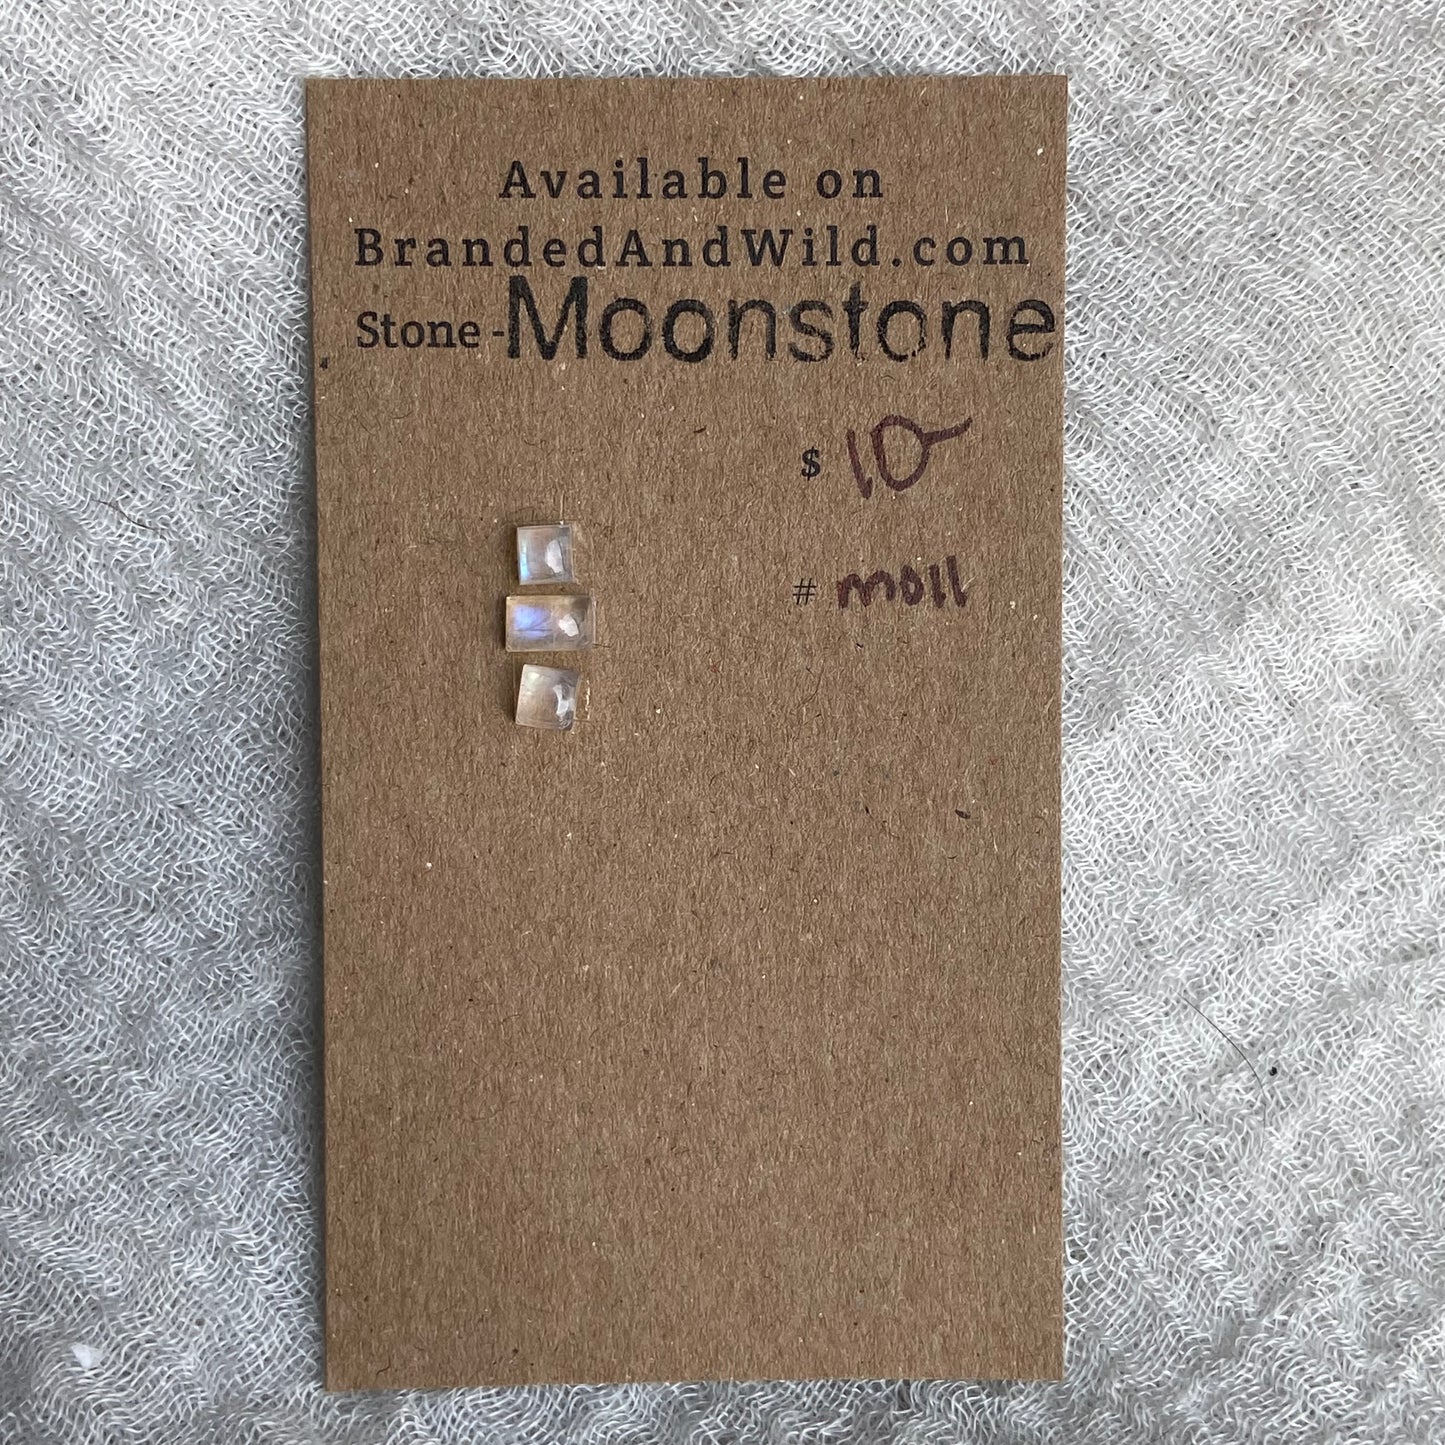 Available on
BrandedAndWild.com
Stone - Moonstone
$ 10
# mo11